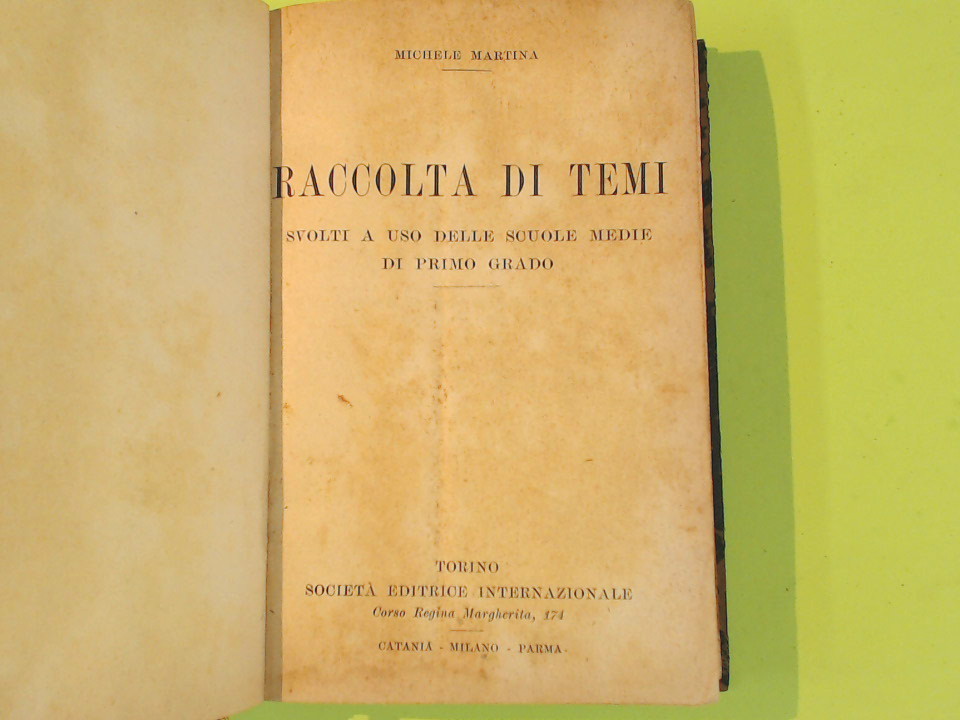 MICHELE MARTINA
RACCOLTA DI TEMI
SVOLTI A USO DELLE SCUOLE MEDIE
DI PRIMO GRADO
TORINO
SOCIETÀ EDITRICE INTERNAZIONALE
Corso Regina Margherita, 174
CATANIA - MILANO - PARMA